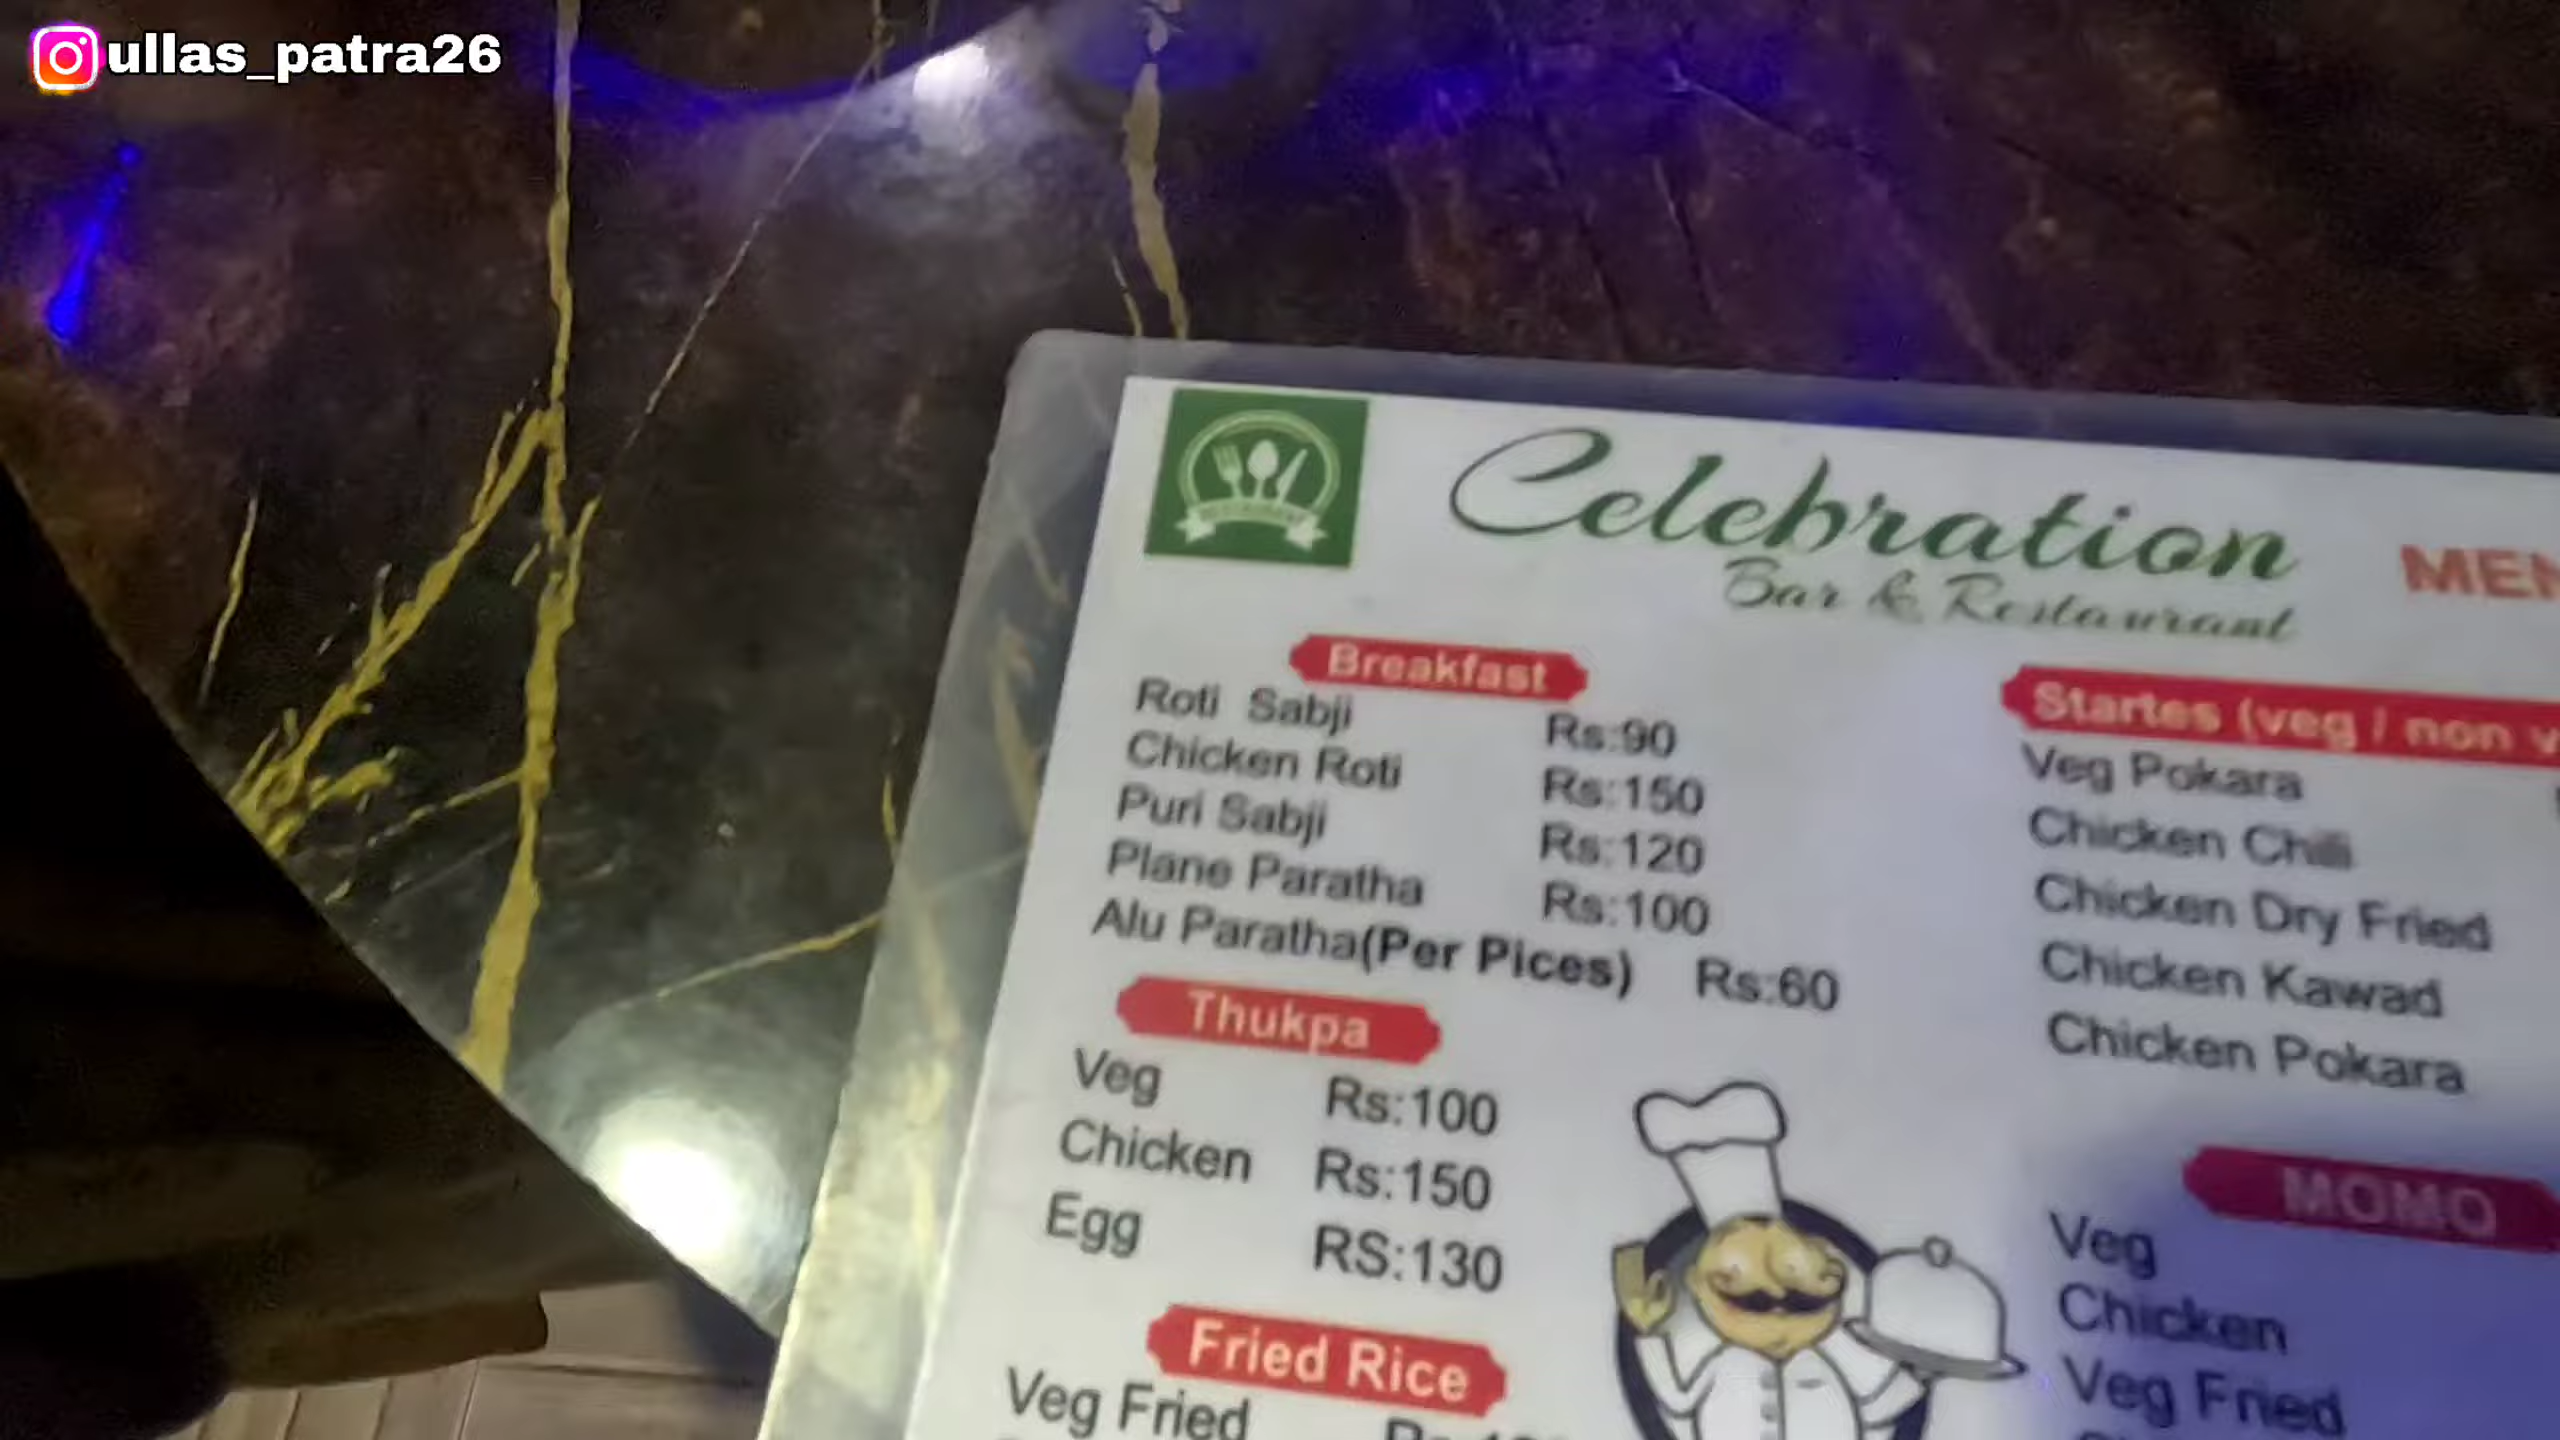 ullas_patra26
Celebration
Bar & Restaurant
Breakfast
Roti Sabji Rs:90
Chicken Roti Rs:150
Puri Sabji Rs:120
Plane Paratha Rs:100
Alu Paratha(Per Pices) Rs:60
Thukpa
Veg Rs:100
Chicken Rs:150
Egg RS:130
Fried Rice
Veg Fried
MEN
Startes (veg / non v
Veg Pokara
Chicken Chilli
Chicken Dry Fried
Chicken Kawad
Chicken Pokara
MOMO
Veg
Chicken
Veg Fried